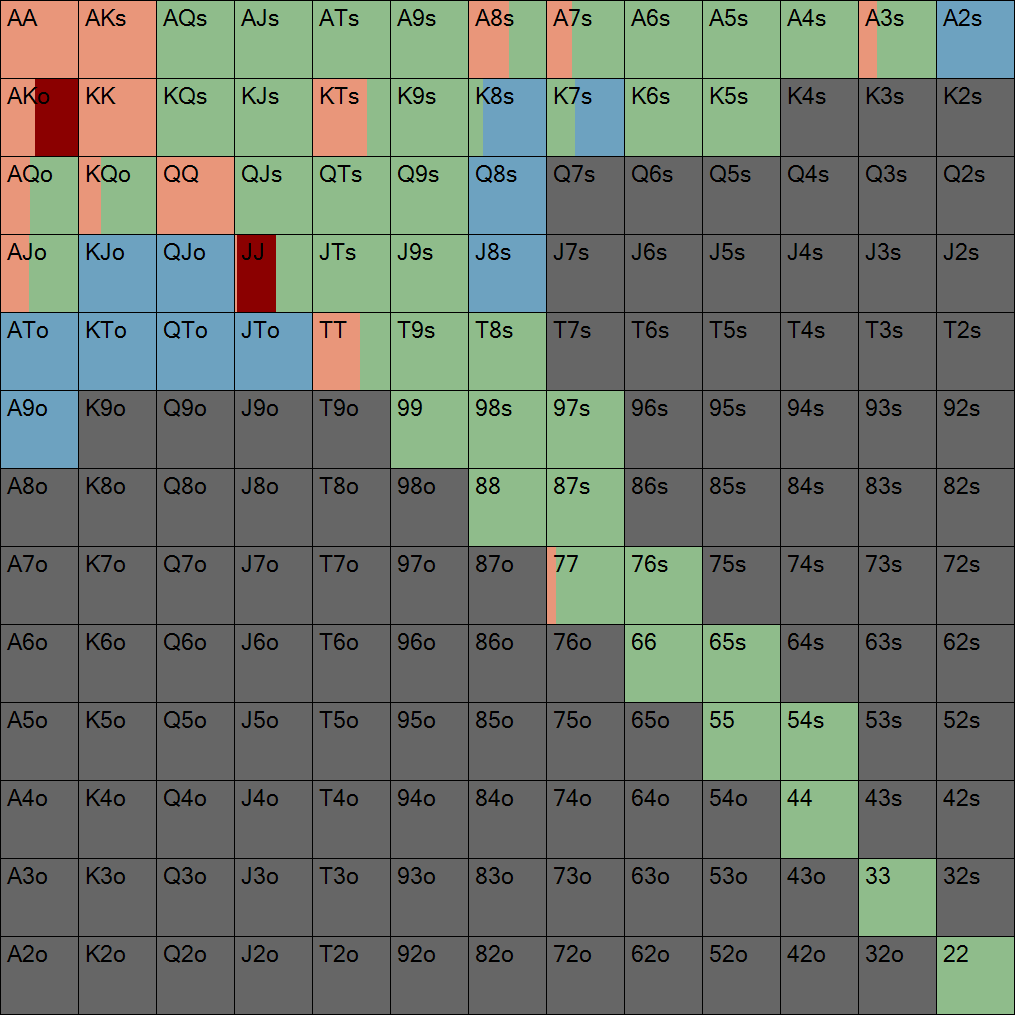 AA AKs AQs AJs ATs A9s A8s A7s A6s A5s A4s A3s A2s
AKo KK KQs KJs KTs K9s K8s K7s K6s K5s K4s K3s K2s
AQo KQo QQ QJs QTs Q9s Q8s Q7s Q6s Q5s Q4s Q3s Q2s
AJo KJo QJo JJ JTs J9s J8s J7s J6s J5s J4s J3s J2s
ATo KTo QTo JTo TT T9s T8s T7s T6s T5s T4s T3s T2s
A9o K9o Q9o J9o T9o 99 98s 97s 96s 95s 94s 93s 92s
A8o K8o Q8o J8o T8o 98o 88 87s 86s 85s 84s 83s 82s
A7o K7o Q7o J7o T7o 97o 87o 77 76s 75s 74s 73s 72s
A6o K6o Q6o J6o T6o 96o 86o 76o 66 65s 64s 63s 62s
A5o K5o Q5o J5o T5o 95o 85o 75o 65o 55 54s 53s 52s
A4o K4o Q4o J4o T4o 94o 84o 74o 64o 54o 44 43s 42s
A3o K3o Q3o J3o T3o 93o 83o 73o 63o 53o 43o 33 32s
A2o K2o Q2o J2o T2o 92o 82o 72o 62o 52o 42o 32o 22